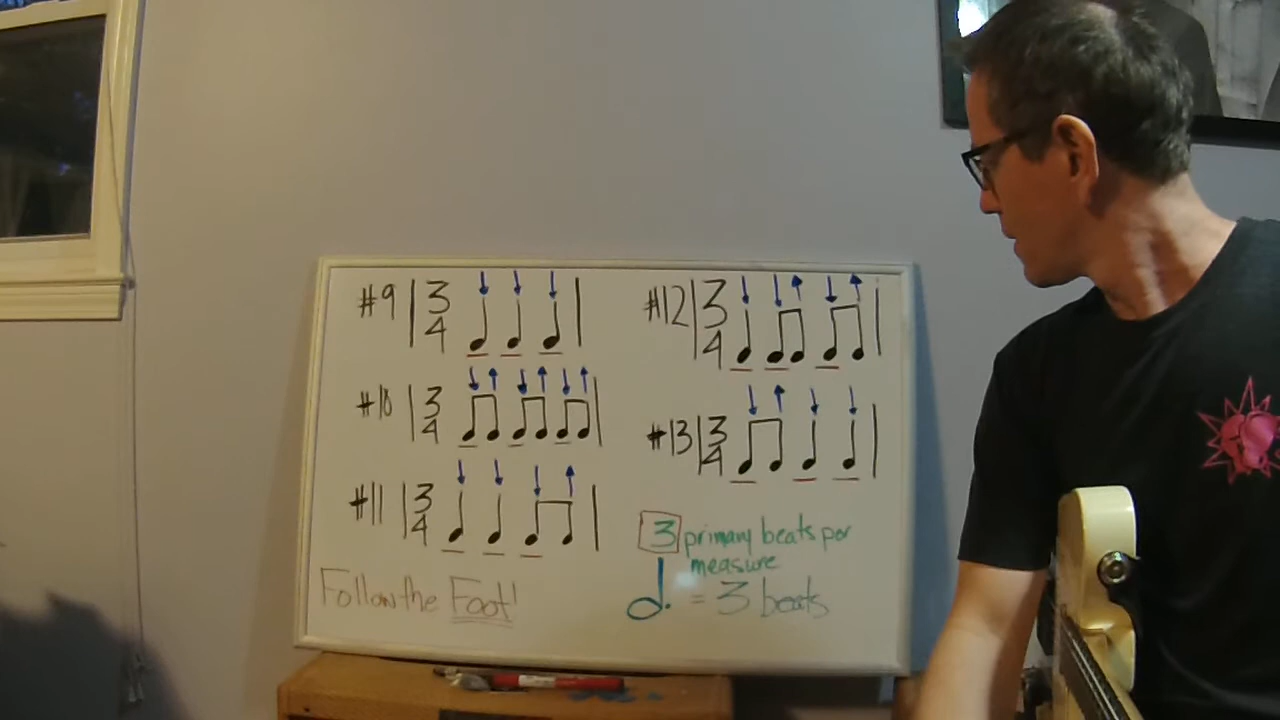 #9 3/4
#10 3/4
#11 3/4
Follow the Foot!
#12 3/4
#13 3/4
3 primary beats per
measure
= 3 beats